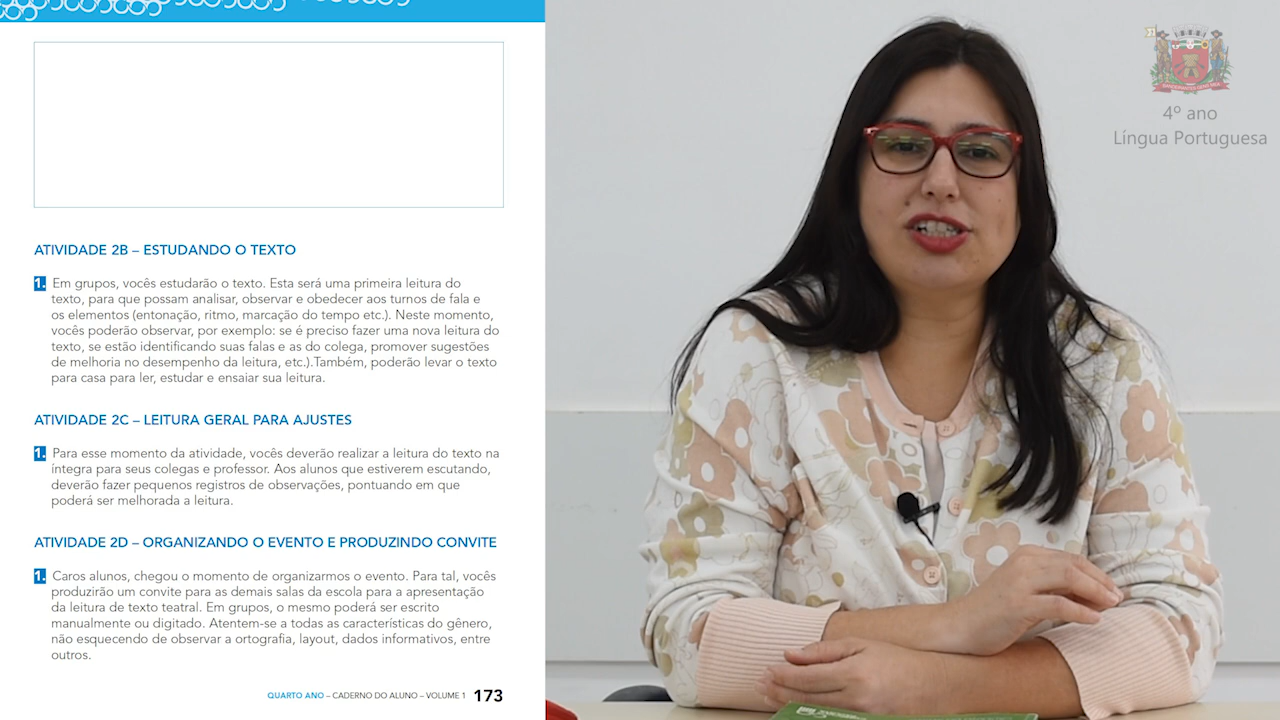 ATIVIDADE 2B – ESTUDANDO O TEXTO
1. Em grupos, vocês estudarão o texto. Esta será uma primeira leitura do
texto, para que possam analisar, observar e obedecer aos turnos de fala e
os elementos (entonação, ritmo, marcação do tempo etc.). Neste momento,
vocês poderão observar, por exemplo: se é preciso fazer uma nova leitura do
texto, se estão identificando suas falas e as do colega, promover sugestões
de melhoria no desempenho da leitura, etc.).Também, poderão levar o texto
para casa para ler, estudar e ensaiar sua leitura.
ATIVIDADE 2C – LEITURA GERAL PARA AJUSTES
1. Para esse momento da atividade, vocês deverão realizar a leitura do texto na
íntegra para seus colegas e professor. Aos alunos que estiverem escutando,
deverão fazer pequenos registros de observações, pontuando em que
poderá ser melhorada a leitura.
ATIVIDADE 2D – ORGANIZANDO O EVENTO E PRODUZINDO CONVITE
1. Caros alunos, chegou o momento de organizarmos o evento. Para tal, vocês
produzirão um convite para as demais salas da escola para a apresentação
da leitura de texto teatral. Em grupos, o mesmo poderá ser escrito
manualmente ou digitado. Atentem-se a todas as características do gênero,
não esquecendo de observar a ortografia, layout, dados informativos, entre
outros.
QUARTO ANO – CADERNO DO ALUNO – VOLUME 1 173
4º ano
Língua Portuguesa